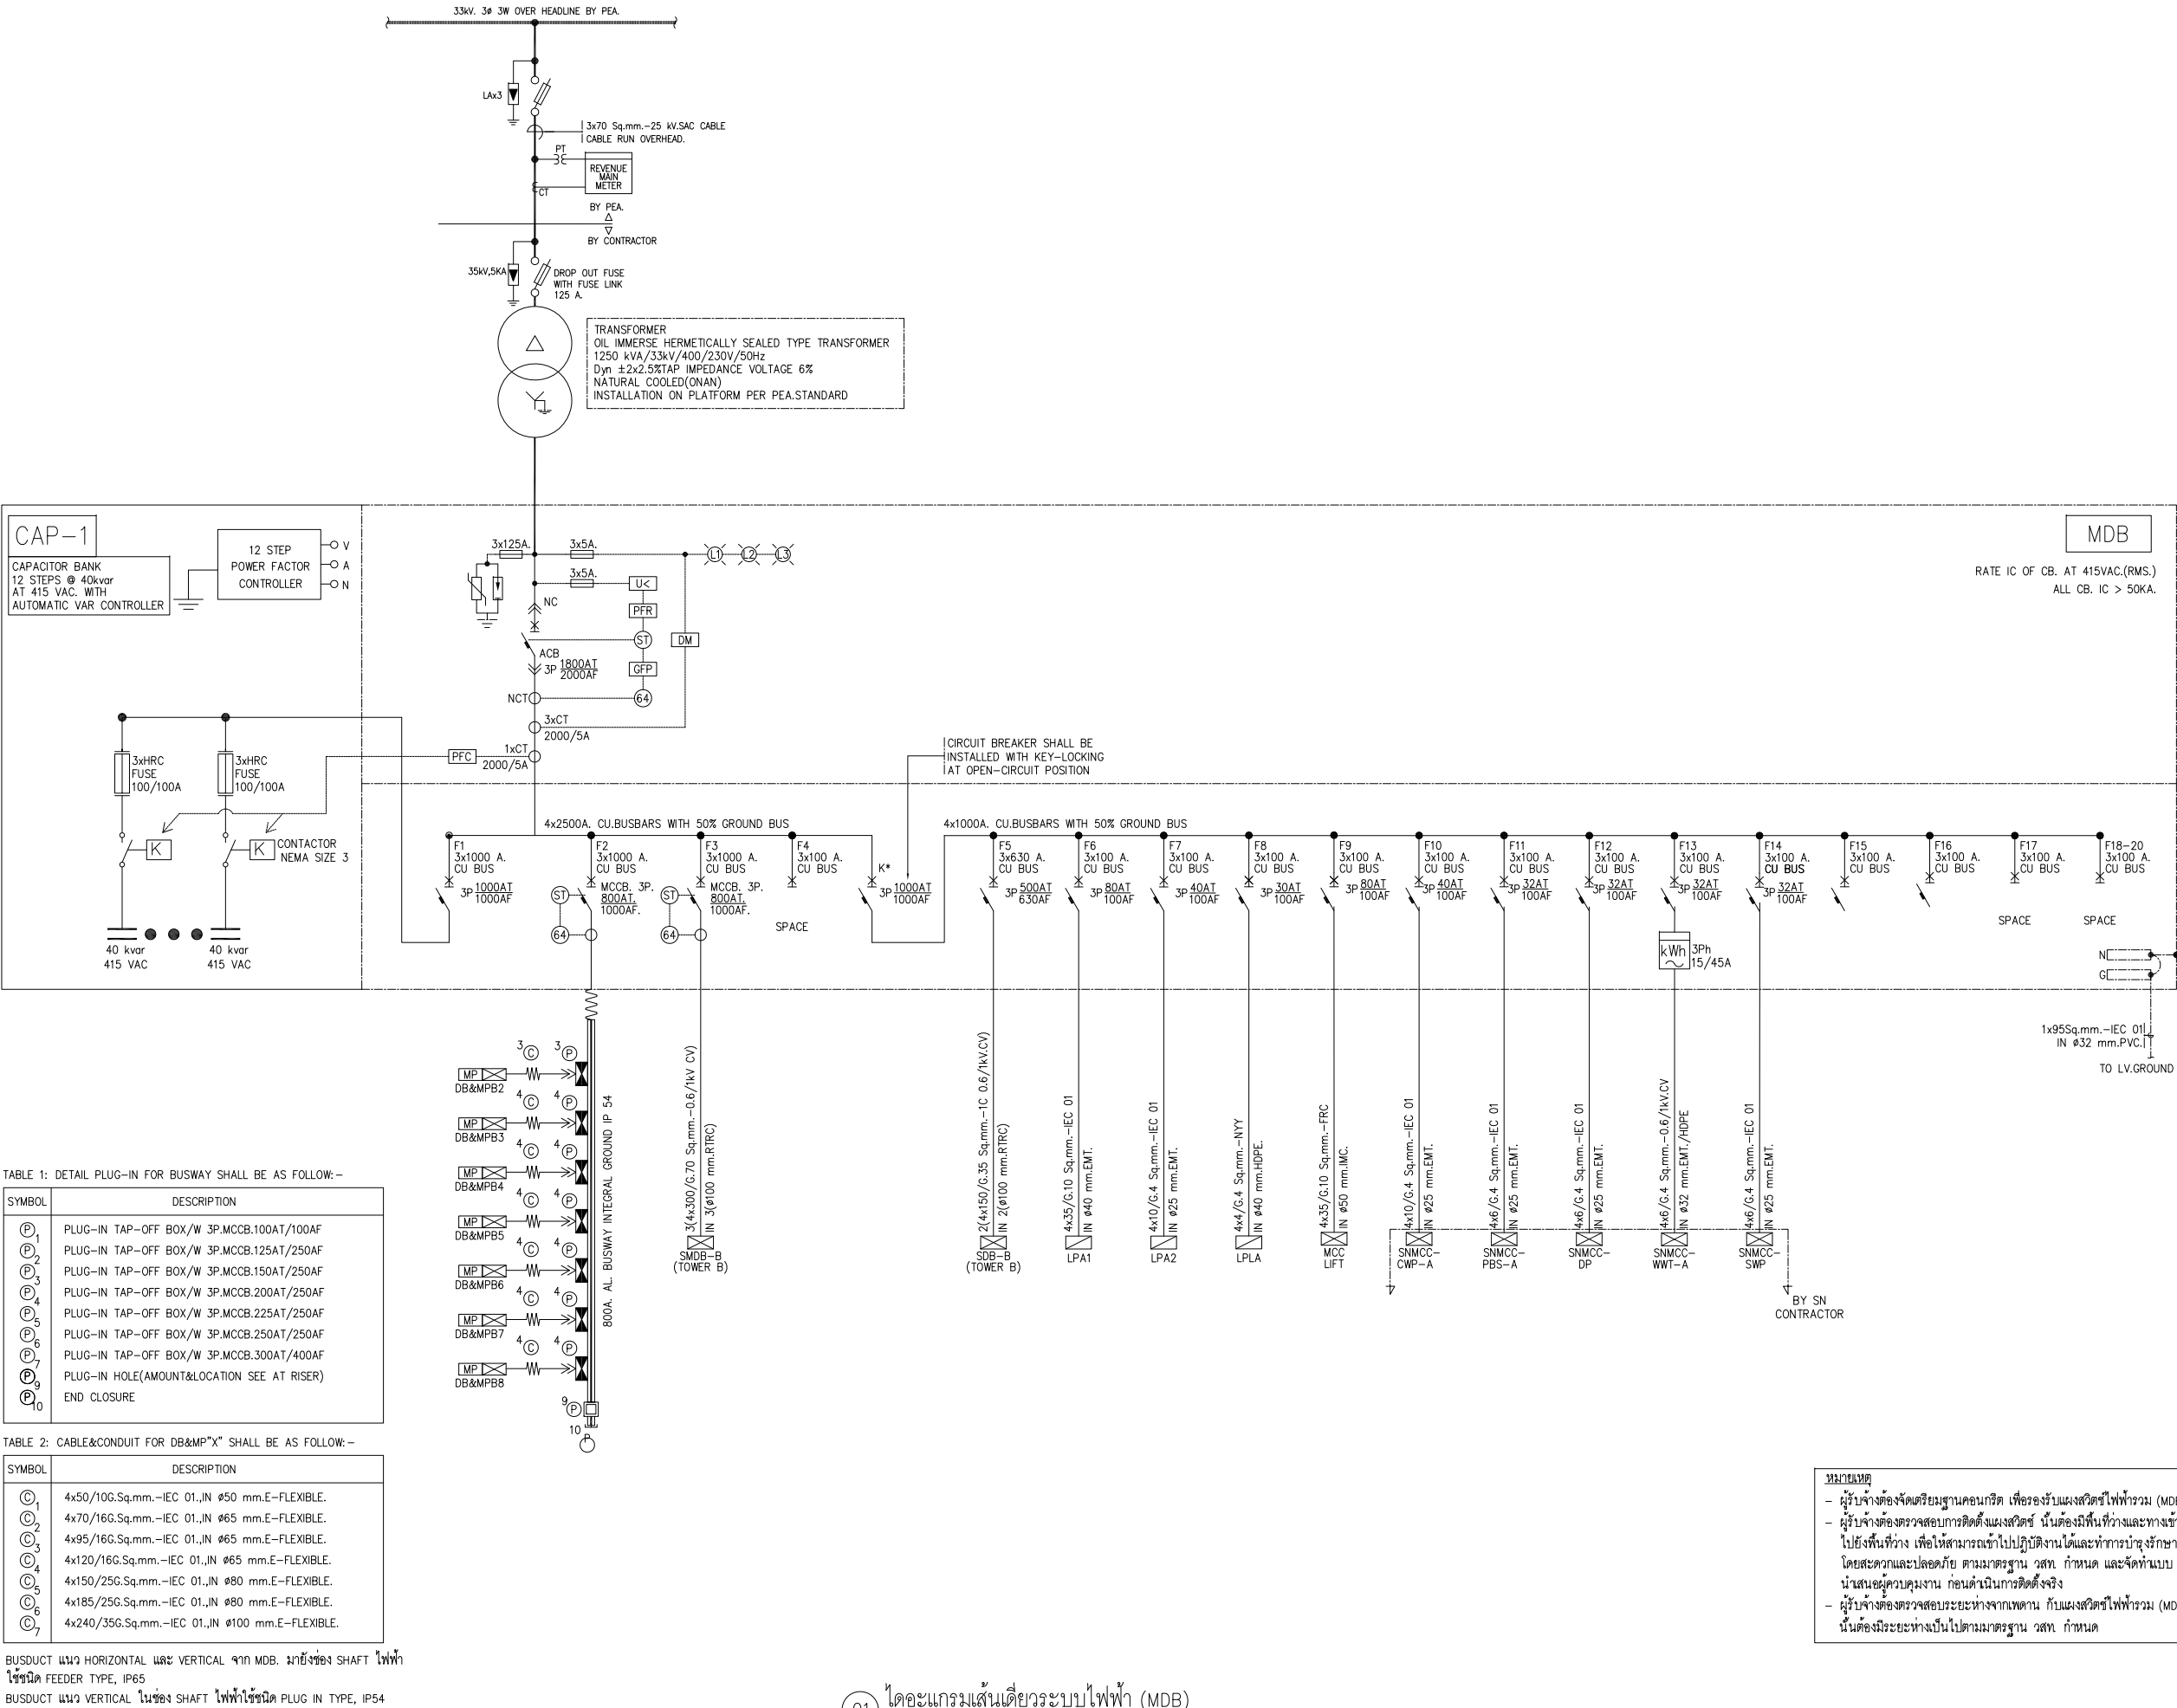 33kV. 3ø 3W OVER HEADLINE BY PEA.
LAx3
3x70 Sq.mm.-25 kV.SAC CABLE
CABLE RUN OVERHEAD.
PT
REVENUE
MAIN
METER
CT
BY PEA.
BY CONTRACTOR
35kV,5KA
DROP OUT FUSE
WITH FUSE LINK
125 A.
TRANSFORMER
OIL IMMERSE HERMETICALLY SEALED TYPE TRANSFORMER
1250 kVA/33kV/400/230V/50Hz
Dyn ±2x2.5%TAP IMPEDANCE VOLTAGE 6%
NATURAL COOLED(ONAN)
INSTALLATION ON PLATFORM PER PEA.STANDARD
CAP-1
CAPACITOR BANK
12 STEPS @ 40kvar
AT 415 VAC. WITH
AUTOMATIC VAR CONTROLLER
12 STEP
POWER FACTOR
CONTROLLER
V
A
N
3xHRC
FUSE
100/100A
3xHRC
FUSE
100/100A
K
K
CONTACTOR
NEMA SIZE 3
40 kvar
415 VAC
40 kvar
415 VAC
MDB
RATE IC OF CB. AT 415VAC.(RMS.)
ALL CB. IC > 50KA.
3x125A.
3x5A.
L1
L2
L3
3x5A.
U<
NC
PFR
ST
DM
ACB
3P 1800AT
2000AF
GFP
NCT
64
3xCT
2000/5A
PFC
1xCT
2000/5A
CIRCUIT BREAKER SHALL BE
INSTALLED WITH KEY-LOCKING
AT OPEN-CIRCUIT POSITION
4x2500A. CU.BUSBARS WITH 50% GROUND BUS
4x1000A. CU.BUSBARS WITH 50% GROUND BUS
F1
3x1000 A.
CU BUS
3P 1000AT
1000AF
F2
3x1000 A.
CU BUS
ST
MCCB. 3P.
800AT.
1000AF.
64
F3
3x1000 A.
CU BUS
ST
MCCB. 3P.
800AT.
1000AF.
64
F4
3x100 A.
CU BUS
SPACE
K*
3P 1000AT
1000AF
F5
3x630 A.
CU BUS
3P 500AT
630AF
F6
3x100 A.
CU BUS
3P 80AT
100AF
F7
3x100 A.
CU BUS
3P 40AT
100AF
F8
3x100 A.
CU BUS
3P 30AT
100AF
F9
3x100 A.
CU BUS
3P 80AT
100AF
F10
3x100 A.
CU BUS
3P 40AT
100AF
F11
3x100 A.
CU BUS
3P 32AT
100AF
F12
3x100 A.
CU BUS
3P 32AT
100AF
F13
3x100 A.
CU BUS
3P 32AT
100AF
kWh
3Ph
15/45A
F14
3x100 A.
CU BUS
3P 32AT
100AF
F15
3x100 A.
CU BUS
F16
3x100 A.
CU BUS
F17
3x100 A.
CU BUS
SPACE
F18-20
3x100 A.
CU BUS
SPACE
N
G
1x95Sq.mm.-IEC 01
IN ø32 mm.PVC.
TO LV.GROUND
3 C 3 P
MP
DB&MPB2
4 C 4 P
MP
DB&MPB3
4 C 4 P
MP
DB&MPB4
4 C 4 P
MP
DB&MPB5
4 C 4 P
MP
DB&MPB6
4 C 4 P
MP
DB&MPB7
4 C 4 P
MP
DB&MPB8
9 P
10 P
800A. AL. BUSWAY INTEGRAL GROUND IP 54
3(4x300/G.70 Sq.mm.-0.6/1kV CV)
IN 3(ø100 mm.RTRC)
SMDB-B
(TOWER B)
2(4x150/G.35 Sq.mm.-1C 0.6/1kV.CV)
IN 2(ø100 mm.RTRC)
SDB-B
(TOWER B)
4x35/G.10 Sq.mm.-IEC 01
IN ø40 mm.EMT.
LPA1
4x10/G.4 Sq.mm.-IEC 01
IN ø25 mm.EMT.
LPA2
4x4/G.4 Sq.mm.-NYY
IN ø40 mm.HDPE.
LPLA
4x35/G.10 Sq.mm.-FRC
IN ø50 mm.IMC.
MCC
LIFT
4x10/G.4 Sq.mm.-IEC 01
IN ø25 mm.EMT.
SNMCC-
CWP-A
4x6/G.4 Sq.mm.-IEC 01
IN ø25 mm.EMT.
SNMCC-
PBS-A
4x6/G.4 Sq.mm.-IEC 01
IN ø25 mm.EMT.
SNMCC-
DP
4x6/G.4 Sq.mm.-0.6/1kV.CV
IN ø32 mm.EMT./HDPE
SNMCC-
WWT-A
4x6/G.4 Sq.mm.-IEC 01
IN ø25 mm.EMT.
SNMCC-
SWP
BY SN
CONTRACTOR
TABLE 1: DETAIL PLUG-IN FOR BUSWAY SHALL BE AS FOLLOW:-
SYMBOL DESCRIPTION
P1 PLUG-IN TAP-OFF BOX/W 3P.MCCB.100AT/100AF
P2 PLUG-IN TAP-OFF BOX/W 3P.MCCB.125AT/250AF
P3 PLUG-IN TAP-OFF BOX/W 3P.MCCB.150AT/250AF
P4 PLUG-IN TAP-OFF BOX/W 3P.MCCB.200AT/250AF
P5 PLUG-IN TAP-OFF BOX/W 3P.MCCB.225AT/250AF
P6 PLUG-IN TAP-OFF BOX/W 3P.MCCB.250AT/250AF
P7 PLUG-IN TAP-OFF BOX/W 3P.MCCB.300AT/400AF
P9 PLUG-IN HOLE(AMOUNT&LOCATION SEE AT RISER)
P10 END CLOSURE
TABLE 2: CABLE&CONDUIT FOR DB&MP"X" SHALL BE AS FOLLOW:-
SYMBOL DESCRIPTION
C1 4x50/10G.Sq.mm.-IEC 01.,IN ø50 mm.E-FLEXIBLE.
C2 4x70/16G.Sq.mm.-IEC 01.,IN ø65 mm.E-FLEXIBLE.
C3 4x95/16G.Sq.mm.-IEC 01.,IN ø65 mm.E-FLEXIBLE.
C4 4x120/16G.Sq.mm.-IEC 01.,IN ø65 mm.E-FLEXIBLE.
C5 4x150/25G.Sq.mm.-IEC 01.,IN ø80 mm.E-FLEXIBLE.
C6 4x185/25G.Sq.mm.-IEC 01.,IN ø80 mm.E-FLEXIBLE.
C7 4x240/35G.Sq.mm.-IEC 01.,IN ø100 mm.E-FLEXIBLE.
BUSDUCT แนว HORIZONTAL และ VERTICAL จาก MDB. มายังช่อง SHAFT ไฟฟ้า
ใช้ชนิด FEEDER TYPE, IP65
BUSDUCT แนว VERTICAL ในช่อง SHAFT ไฟฟ้าใช้ชนิด PLUG IN TYPE, IP54
ไดอะแกรมเส้นเดี่ยวระบบไฟฟ้า (MDB)
หมายเหตุ
- ผู้รับจ้างต้องจัดเตรียมฐานคอนกรีต เพื่อรองรับแผงสวิตช์ไฟฟ้ารวม (MDB
- ผู้รับจ้างต้องตรวจสอบการติดตั้งแผงสวิตช์ นั้นต้องมีพื้นที่ว่างและทางเข้า
ไปยังพื้นที่ว่าง เพื่อให้สามารถเข้าไปปฏิบัติงานได้และทำการบำรุงรักษา
โดยสะดวกและปลอดภัย ตามมาตรฐาน วสท. กำหนด และจัดทำแบบ
นำเสนอผู้ควบคุมงาน ก่อนดำเนินการติดตั้งจริง
- ผู้รับจ้างต้องตรวจสอบระยะห่างจากเพดาน กับแผงสวิตช์ไฟฟ้ารวม (MD
นั้นต้องมีระยะห่างเป็นไปตามมาตรฐาน วสท. กำหนด